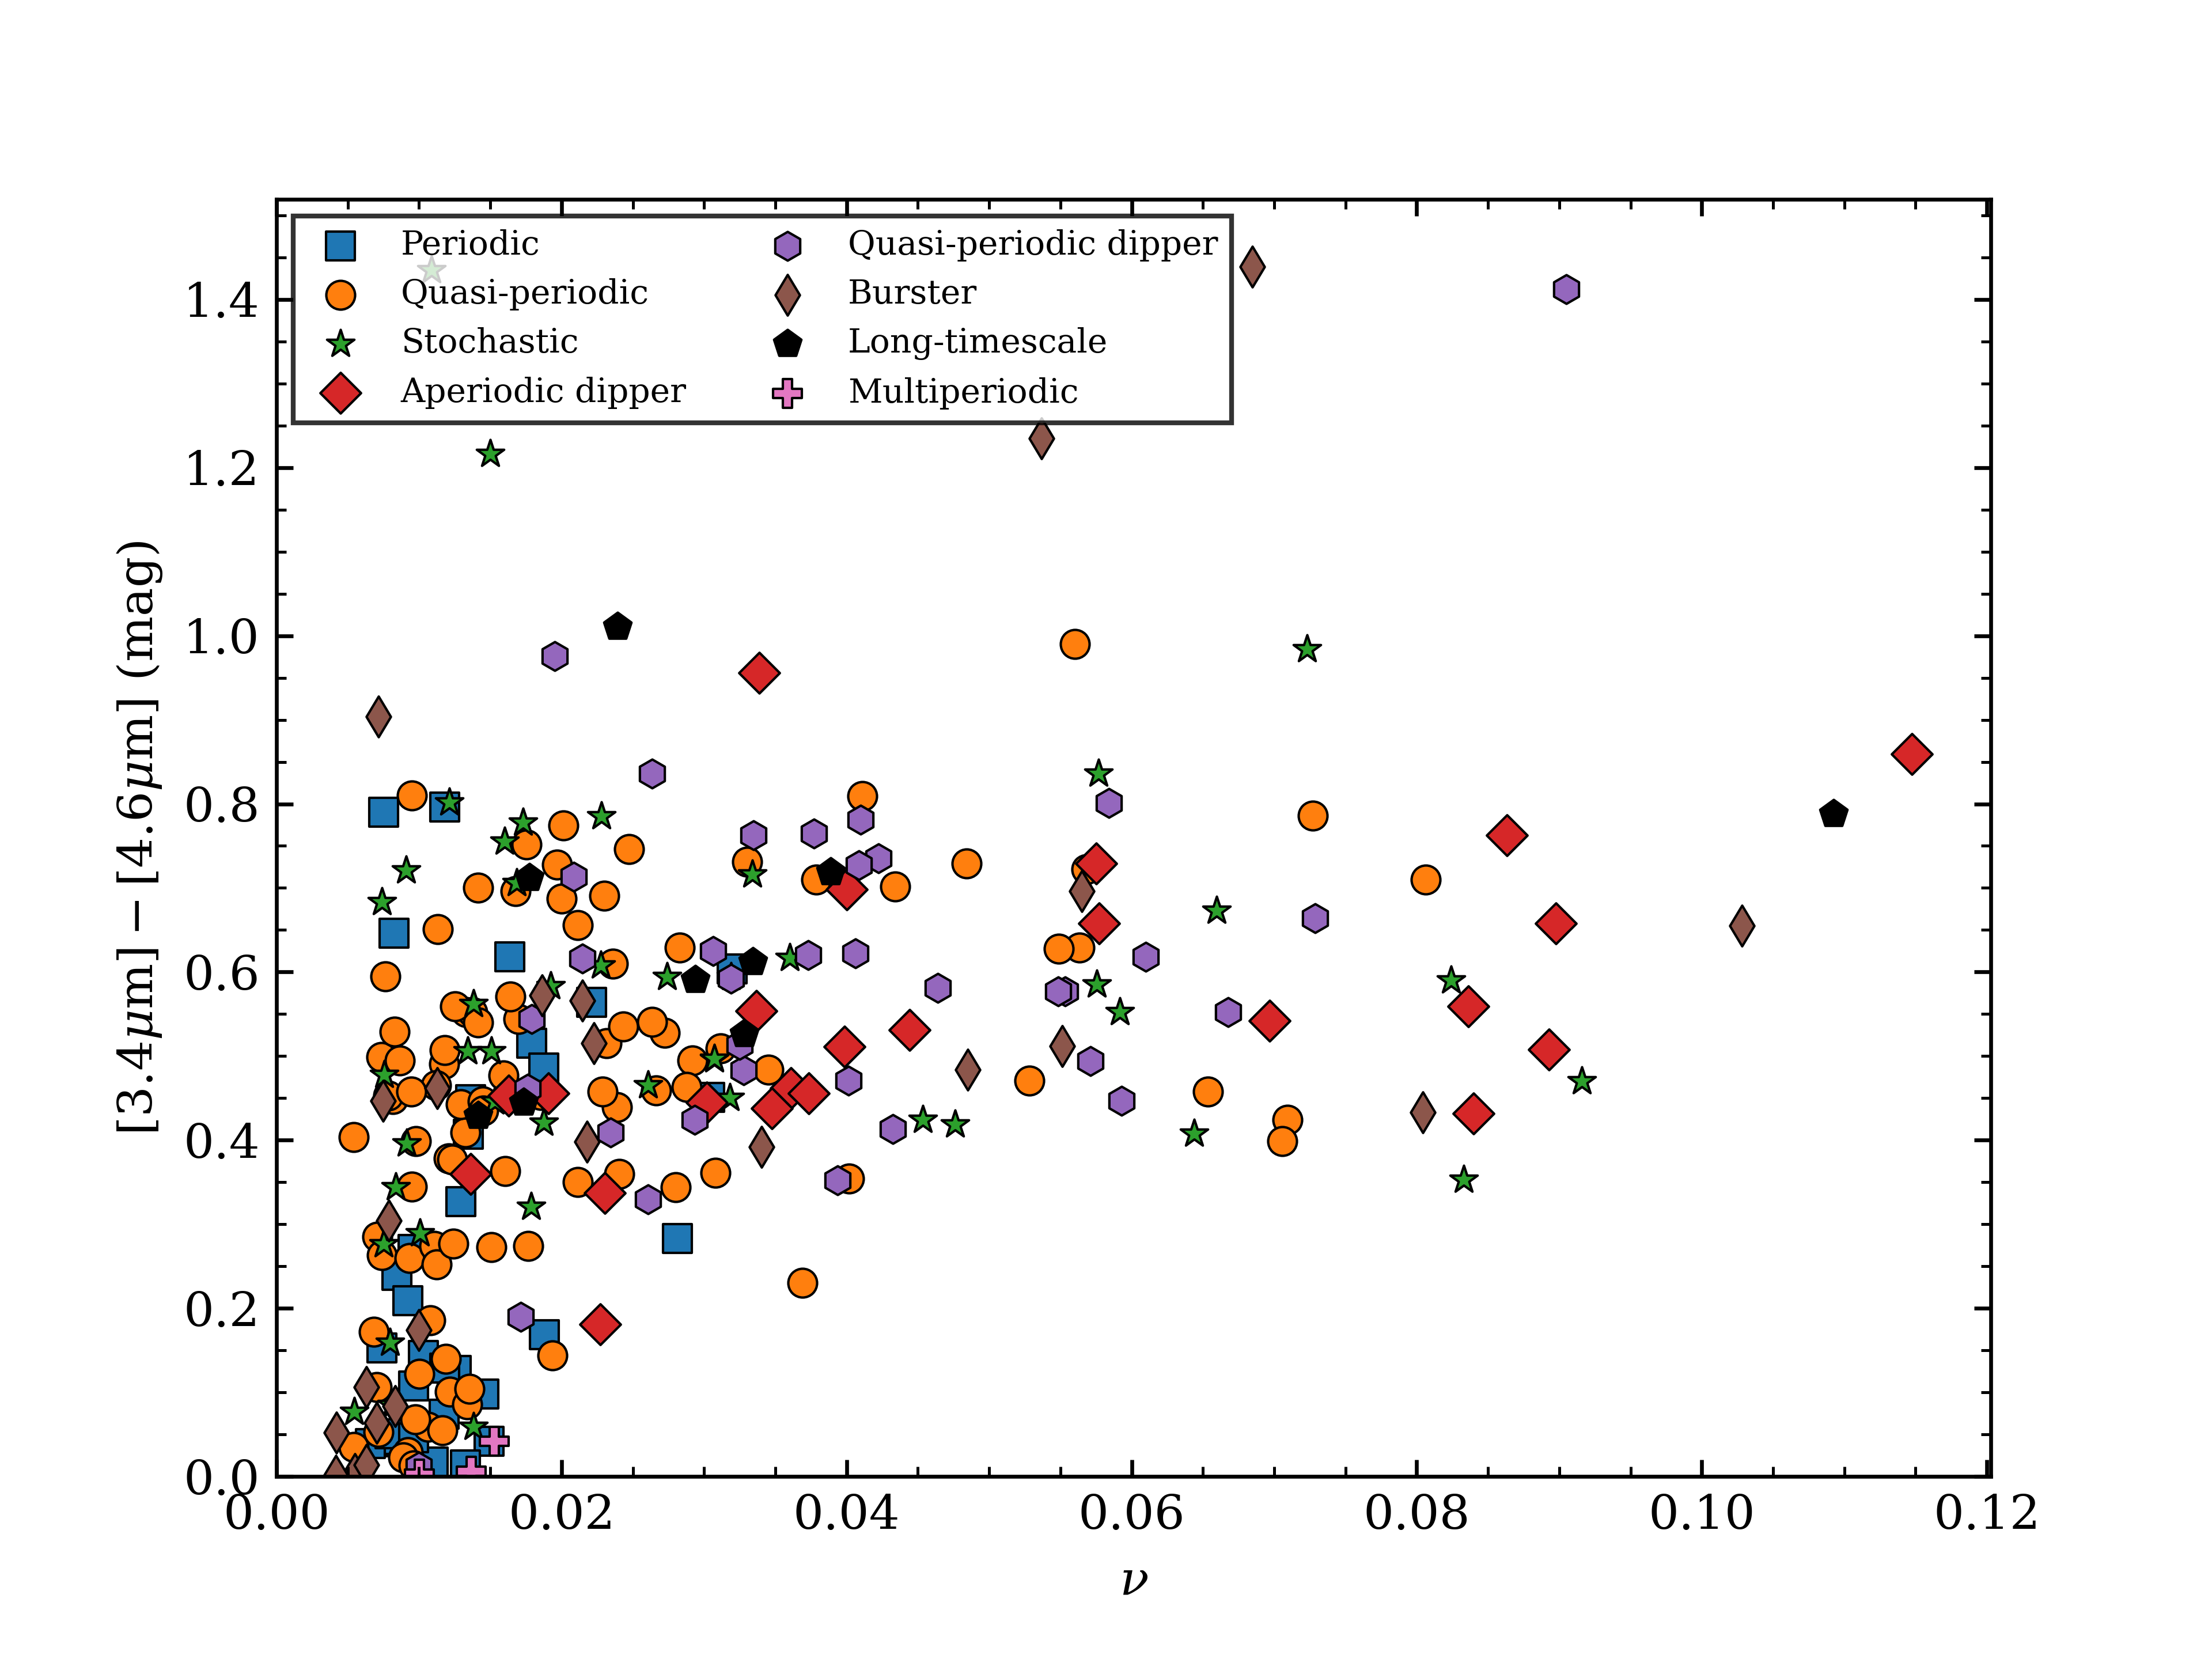 Periodic
Quasi-periodic
Stochastic
Aperiodic dipper
Quasi-periodic dipper
Burster
Long-timescale
Multiperiodic
[3.4μm] − [4.6μm] (mag)
1.4
1.2
1.0
0.8
0.6
0.4
0.2
0.0
0.00 0.02 0.04 0.06 0.08 0.10 0.12
ν